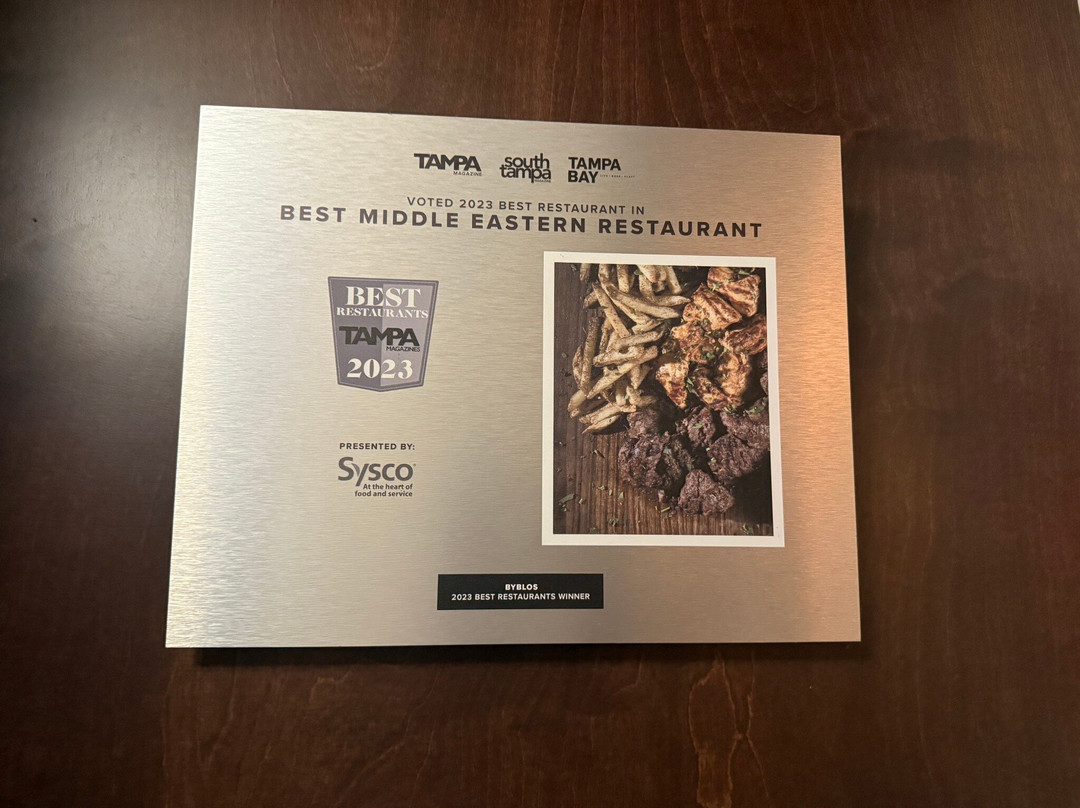 TAMPA
MAGAZINE
south
tampa
TAMPA
BAY
VOTED 2023 BEST RESTAURANT IN
BEST MIDDLE EASTERN RESTAURANT
BEST
RESTAURANTS
TAMPA
MAGAZINES
2023
PRESENTED BY:
Sysco
At the heart of
food and service
BYBLOS
2023 BEST RESTAURANTS WINNER